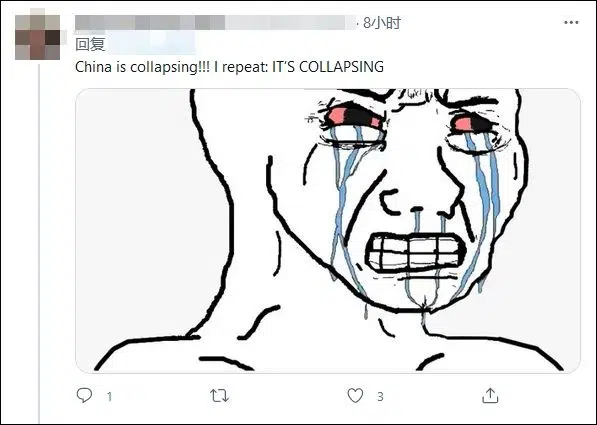 · 8小时
回复
China is collapsing!!! I repeat: IT'S COLLAPSING
1
3